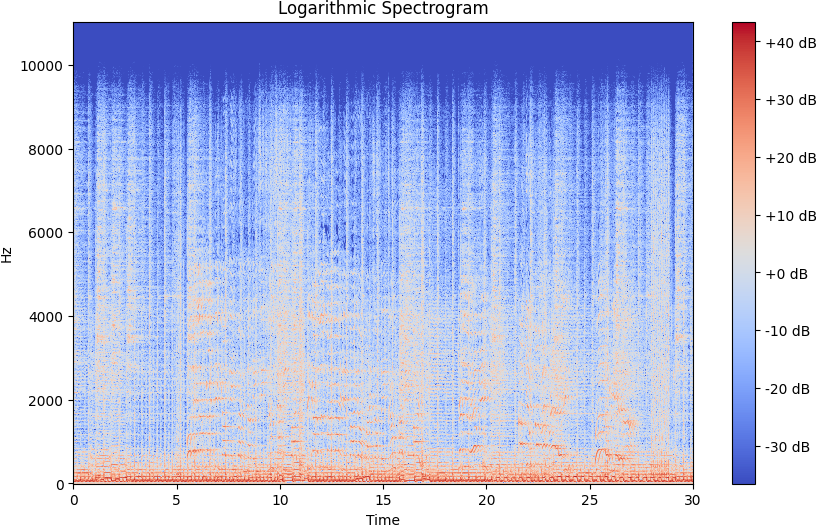 Logarithmic Spectrogram
Hz
10000
8000
6000
4000
2000
0
0 5 10 15 20 25 30
Time
+40 dB
+30 dB
+20 dB
+10 dB
+0 dB
-10 dB
-20 dB
-30 dB